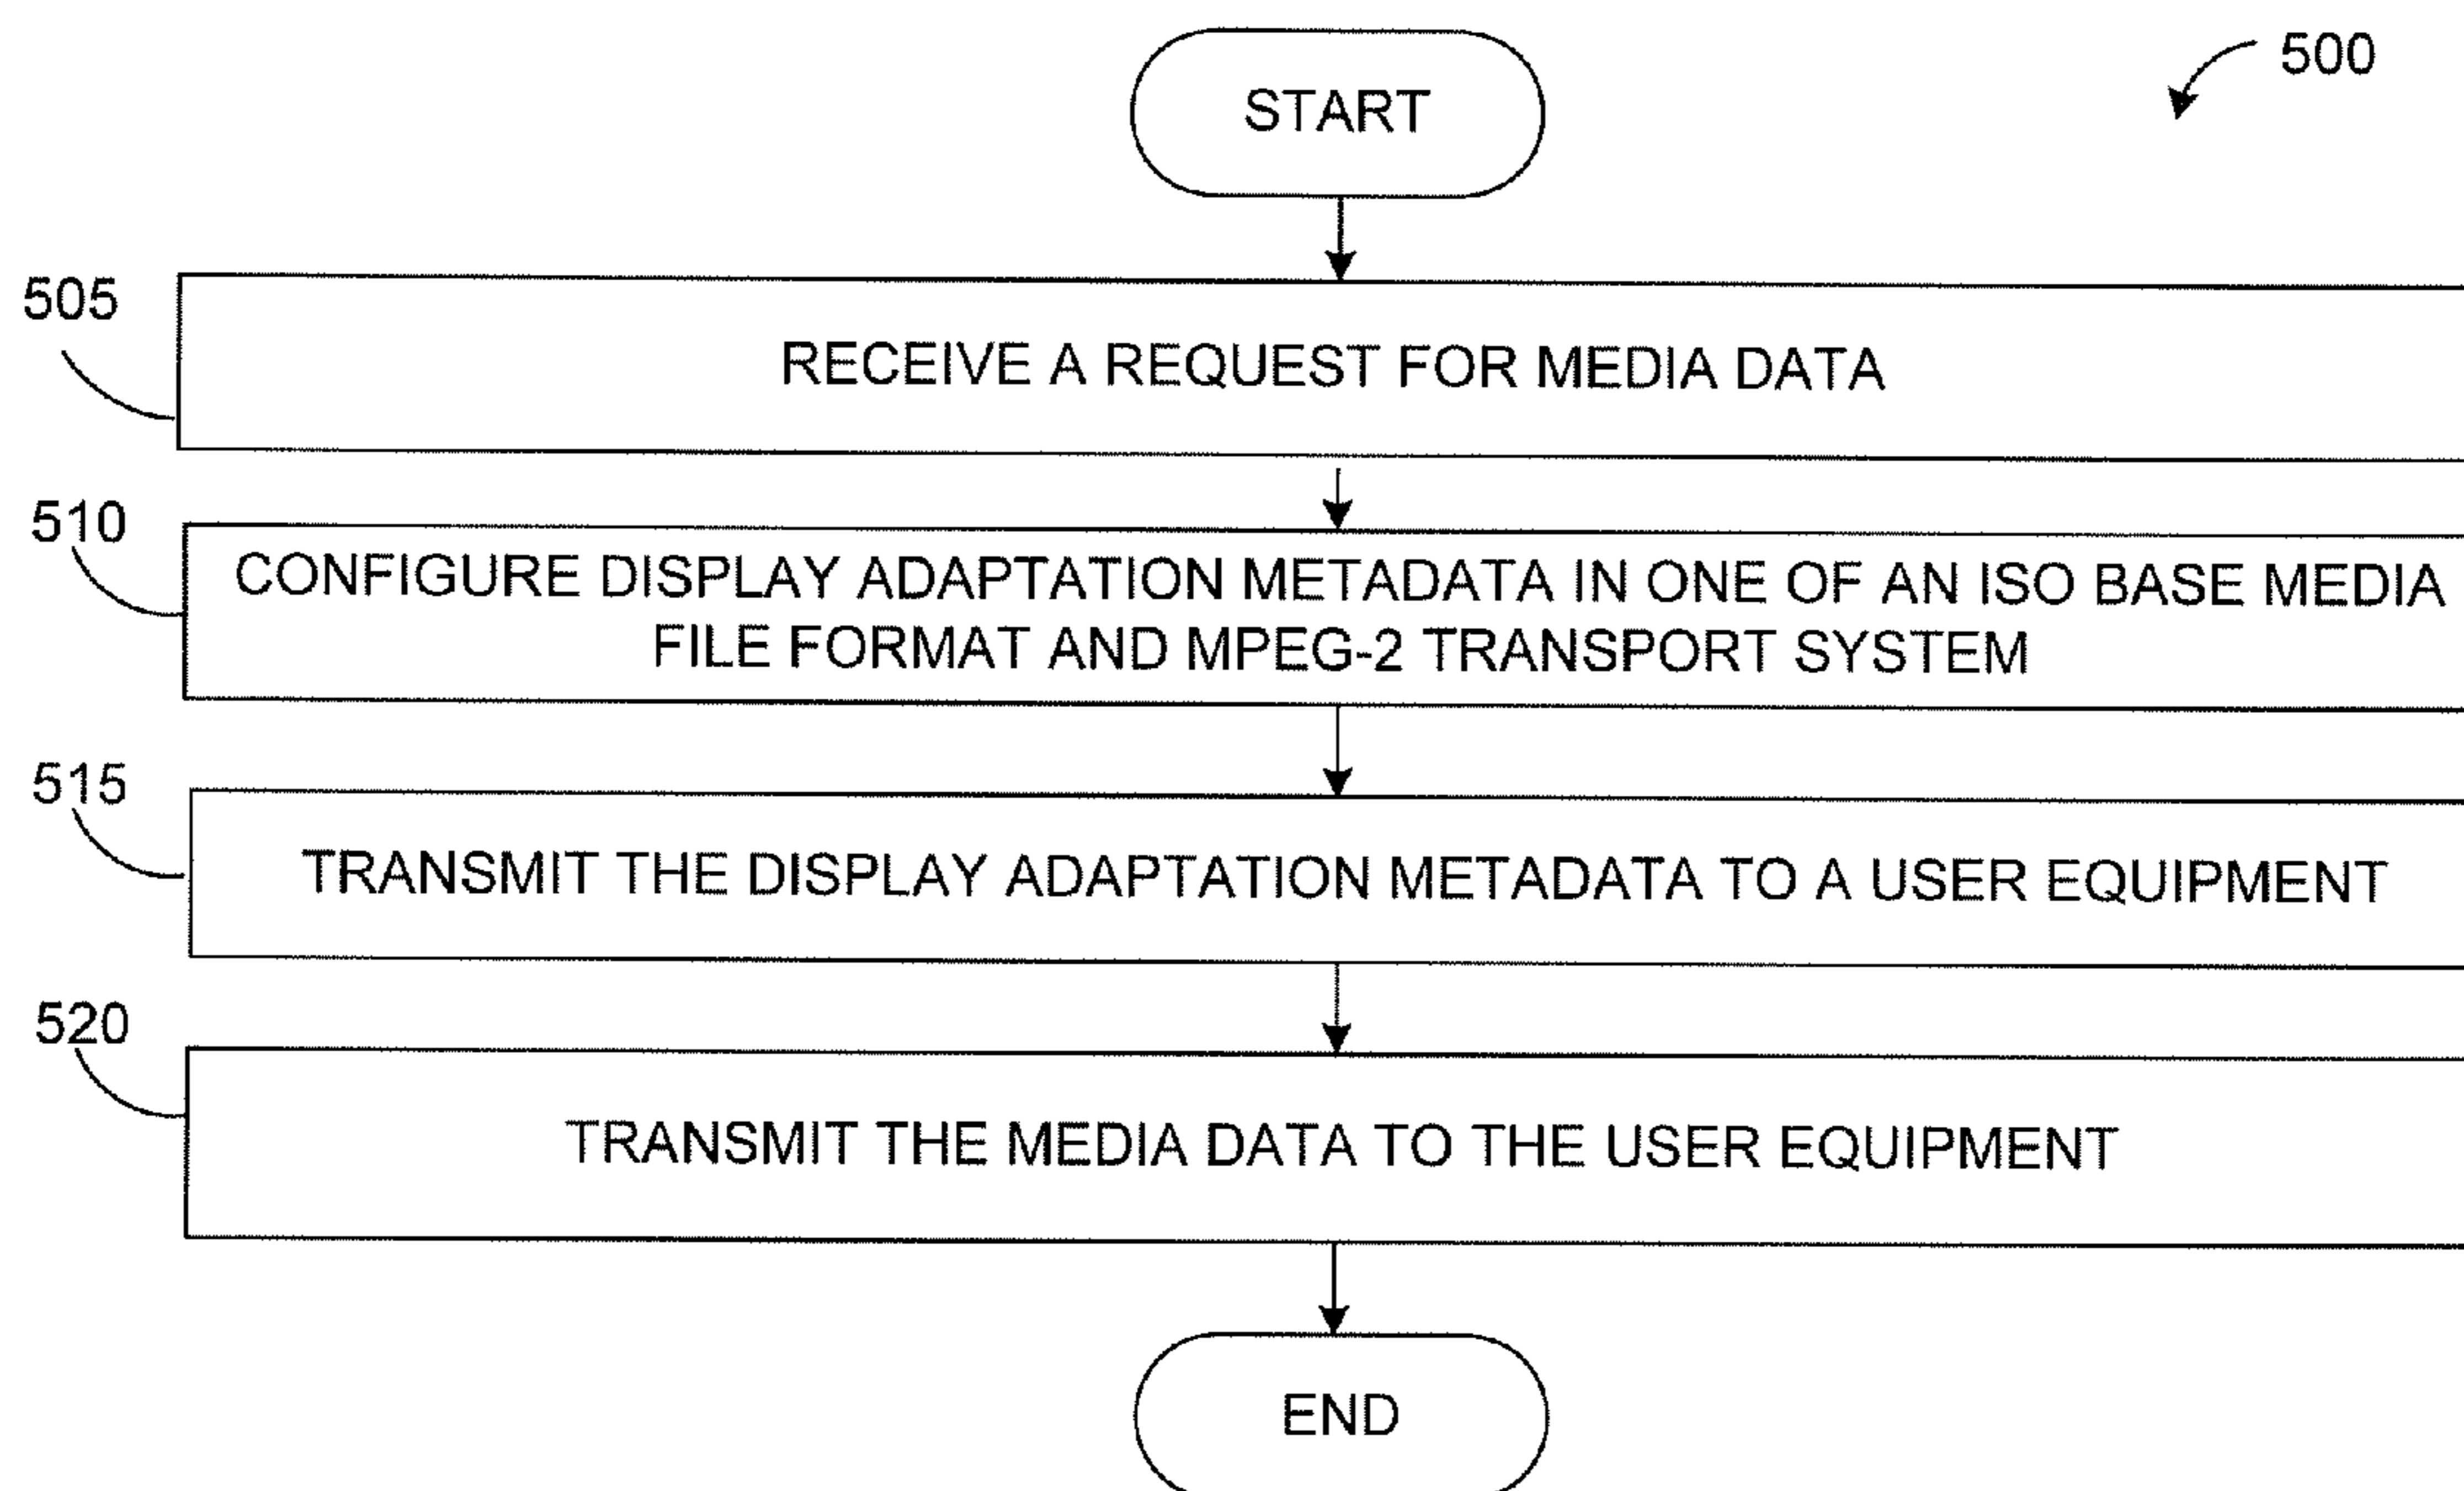 START
500
505
RECEIVE A REQUEST FOR MEDIA DATA
510
CONFIGURE DISPLAY ADAPTATION METADATA IN ONE OF AN ISO BASE MEDIA
FILE FORMAT AND MPEG-2 TRANSPORT SYSTEM
515
TRANSMIT THE DISPLAY ADAPTATION METADATA TO A USER EQUIPMENT
520
TRANSMIT THE MEDIA DATA TO THE USER EQUIPMENT
END